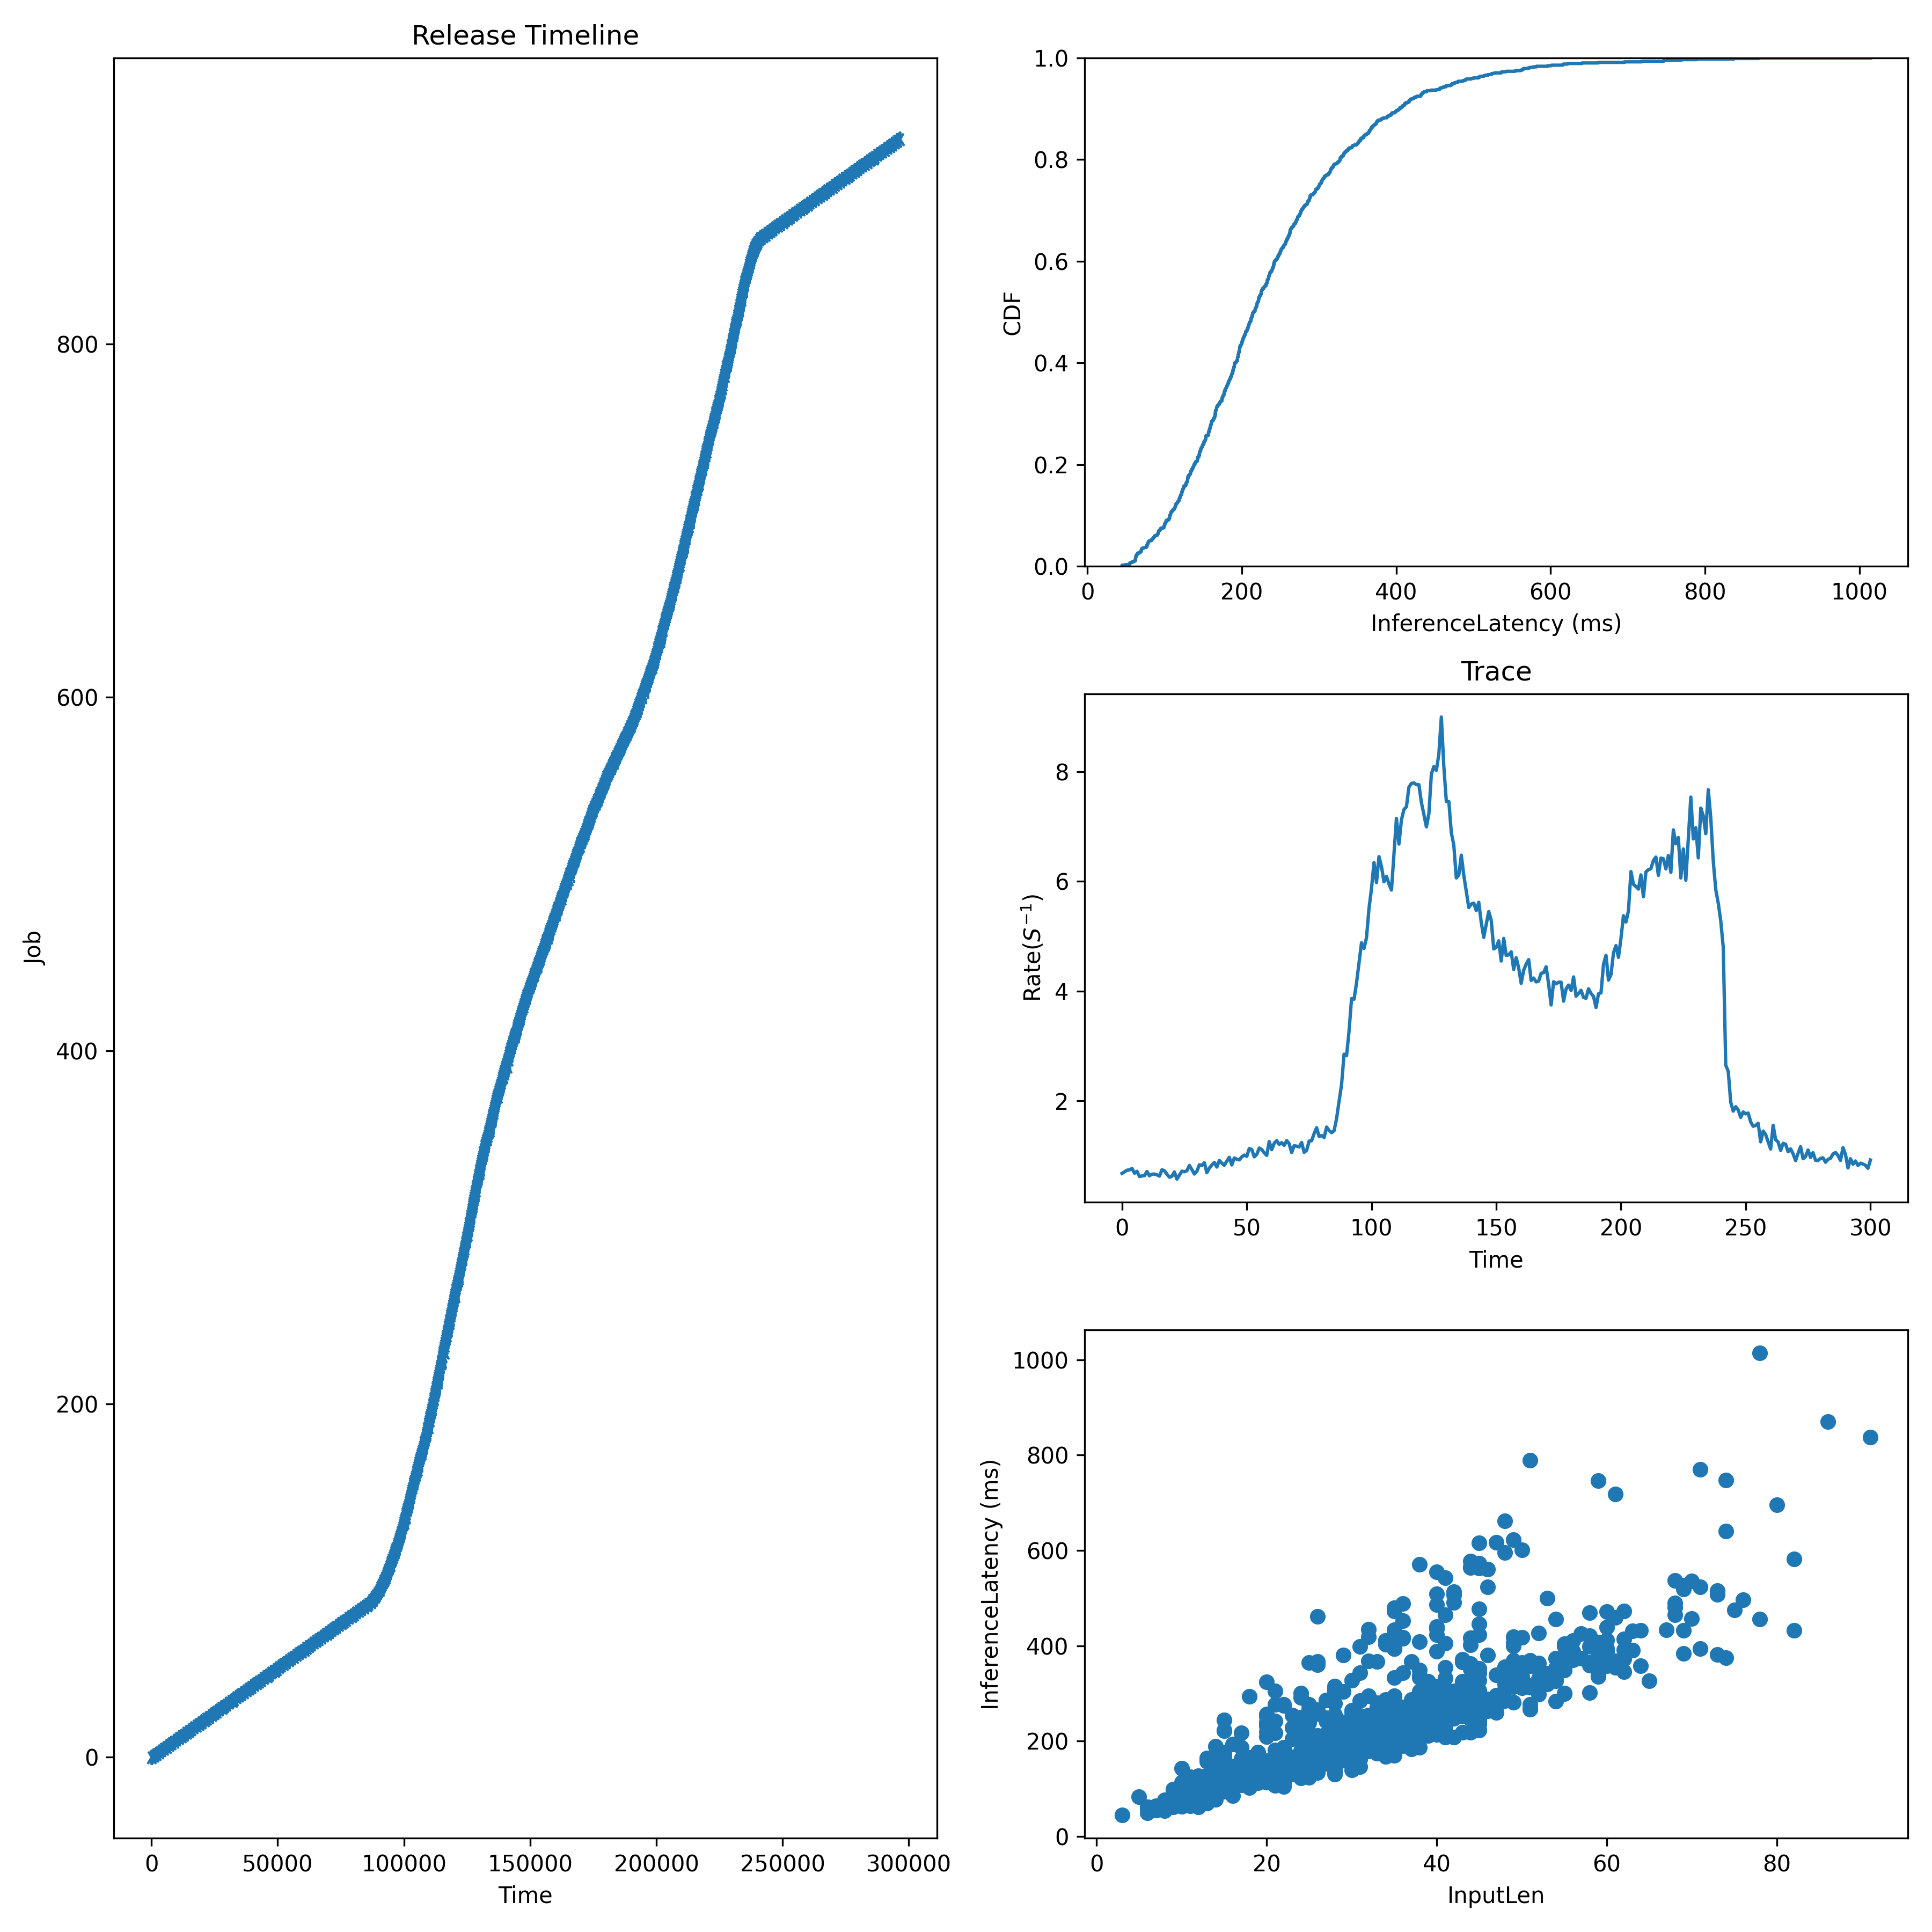 Release Timeline
Job
800
600
400
200
0
0 50000 100000 150000 200000 250000 300000
Time
CDF
1.0
0.8
0.6
0.4
0.2
0.0
0 200 400 600 800 1000
InferenceLatency (ms)
Trace
Rate(S⁻¹)
8
6
4
2
0 50 100 150 200 250 300
Time
InferenceLatency (ms)
1000
800
600
400
200
0
0 20 40 60 80
InputLen